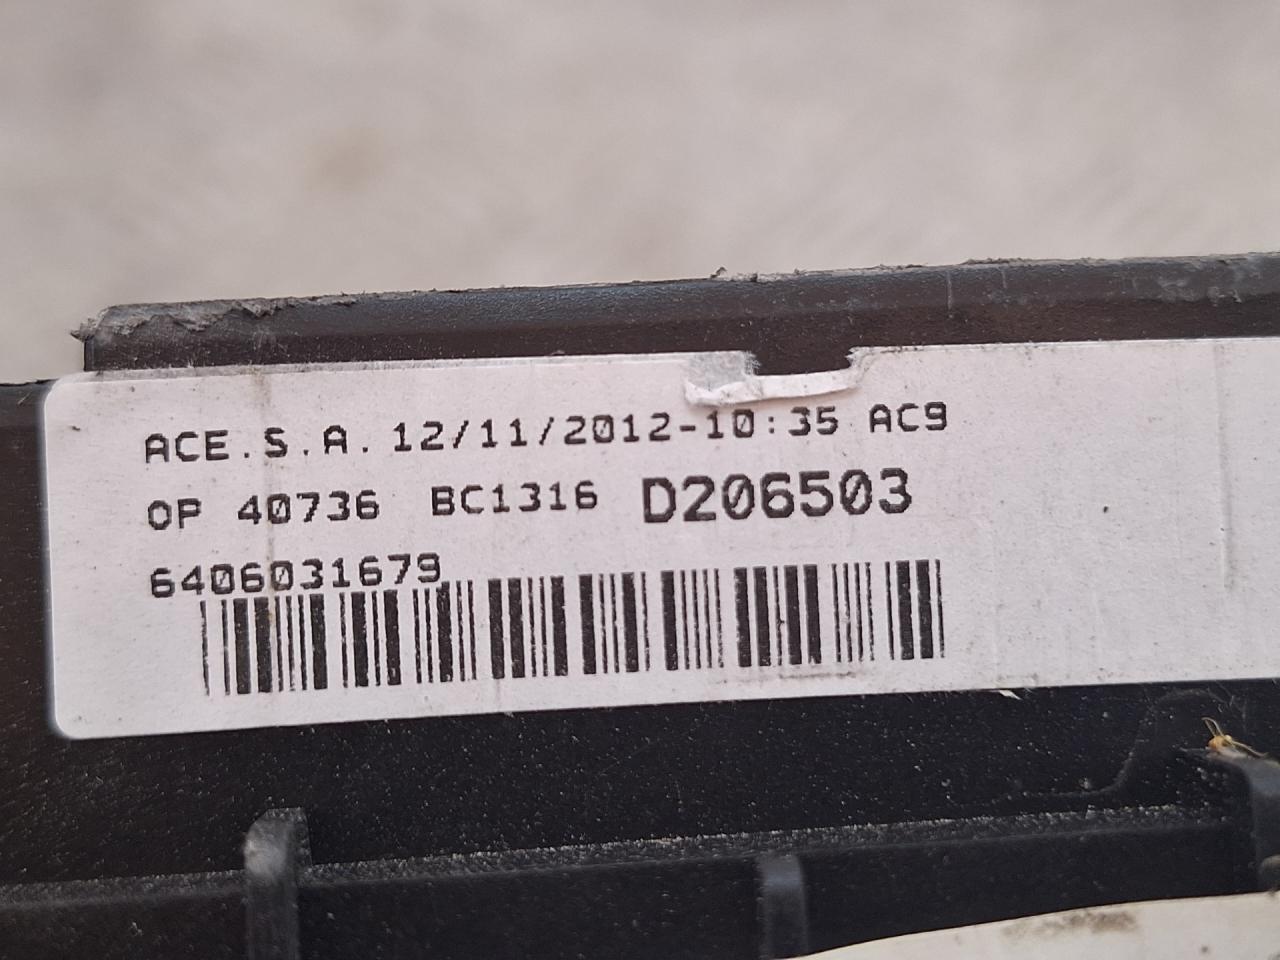 ACE.S.A. 12/11/2012-10:35 AC9
OP 40736 BC1316 D206503
6406031679